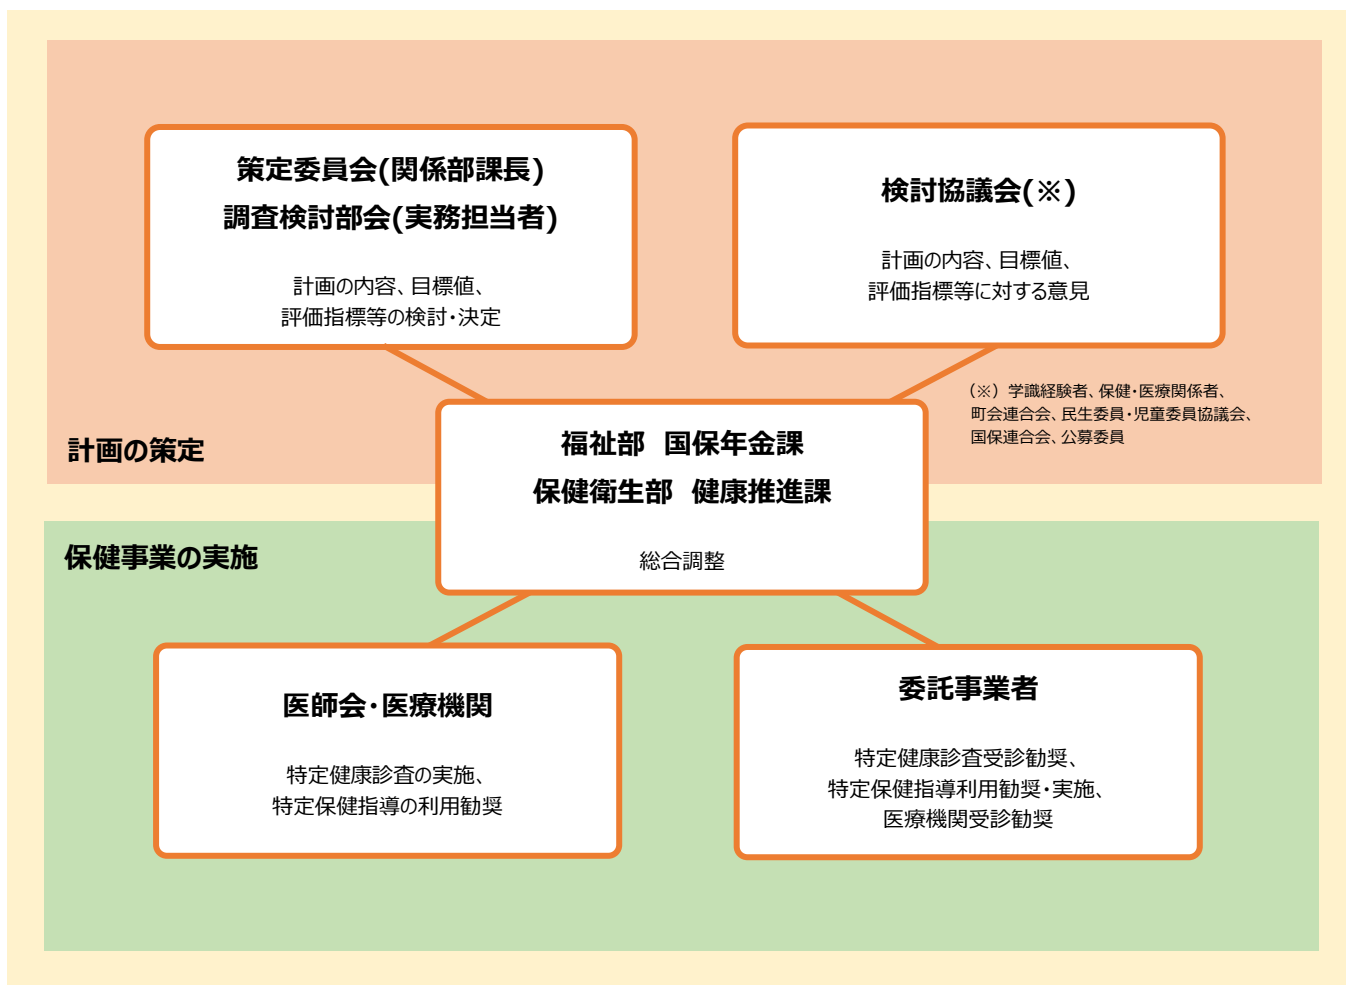 策定委員会(関係部課長)
調査検討部会(実務担当者)
計画の内容、目標値、
評価指標等の検討・決定
検討協議会(※)
計画の内容、目標値、
評価指標等に対する意見
（※）学識経験者、保健・医療関係者、
町会連合会、民生委員・児童委員協議会、
国保連合会、公募委員
計画の策定
福祉部　国保年金課
保健衛生部　健康推進課
総合調整
保健事業の実施
医師会・医療機関
特定健康診査の実施、
特定保健指導の利用勧奨
委託事業者
特定健康診査受診勧奨、
特定保健指導利用勧奨・実施、
医療機関受診勧奨